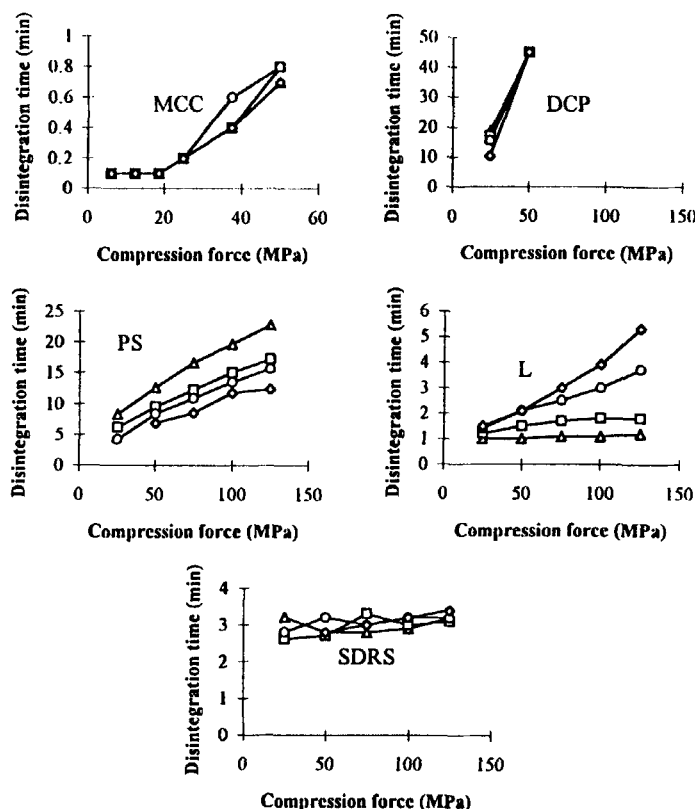 Disintegration time (min)
1
0.8
0.6
0.4
0.2
0
MCC
0 20 40 60
Compression force (MPa)
Disintegration time (min)
50
40
30
20
10
0
DCP
0 50 100 150
Compression force (MPa)
Disintegration time (min)
25
20
15
10
5
0
PS
0 50 100 150
Compression force (MPa)
Disintegration time (min)
6
5
4
3
2
1
0
L
0 50 100 150
Compression force (MPa)
Disintegration time (min)
4
3
2
1
0
SDRS
0 50 100 150
Compression force (MPa)